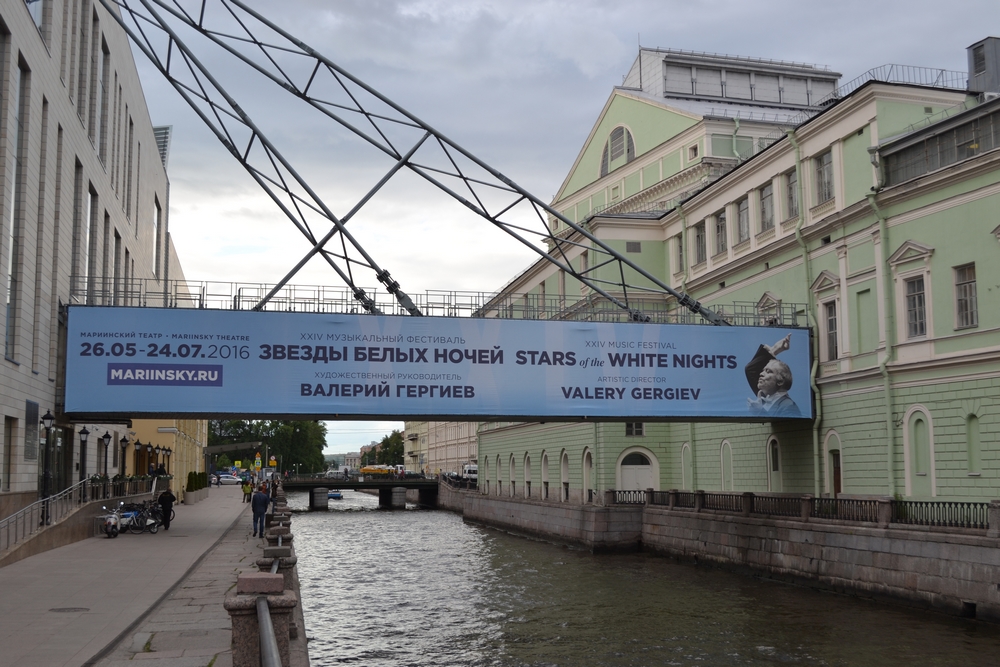 МАРИИНСКИЙ ТЕАТР • MARIINSKY THEATRE
26.05-24.07.2016
MARIINSKY.RU
XXIV МУЗЫКАЛЬНЫЙ ФЕСТИВАЛЬ
ЗВЕЗДЫ БЕЛЫХ НОЧЕЙ
ХУДОЖЕСТВЕННЫЙ РУКОВОДИТЕЛЬ
ВАЛЕРИЙ ГЕРГИЕВ
XXIV MUSIC FESTIVAL
STARS of the WHITE NIGHTS
ARTISTIC DIRECTOR
VALERY GERGIEV